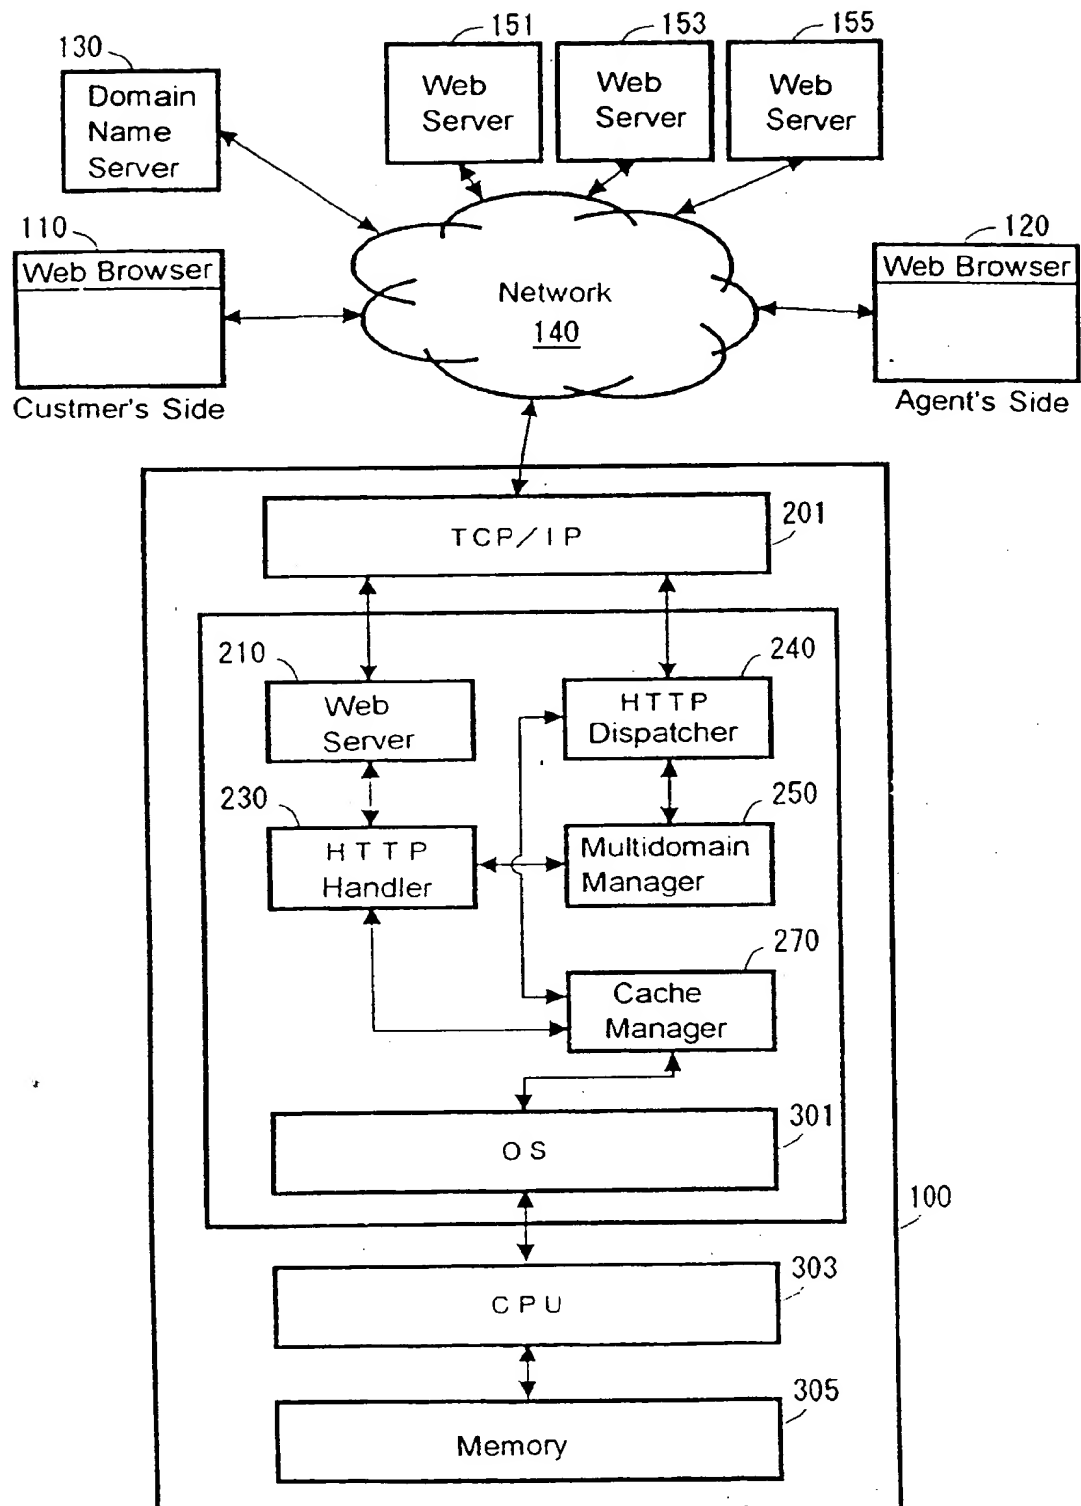 151
153
155
130
Web
Server
Web
Server
Web
Server
Domain
Name
Server
110
120
Web Browser
Web Browser
Network
140
Custmer's Side
Agent's Side
TCP/IP
201
210
240
Web
Server
HTTP
Dispatcher
230
250
HTTP
Handler
Multidomain
Manager
270
Cache
Manager
OS
301
100
CPU
303
Memory
305